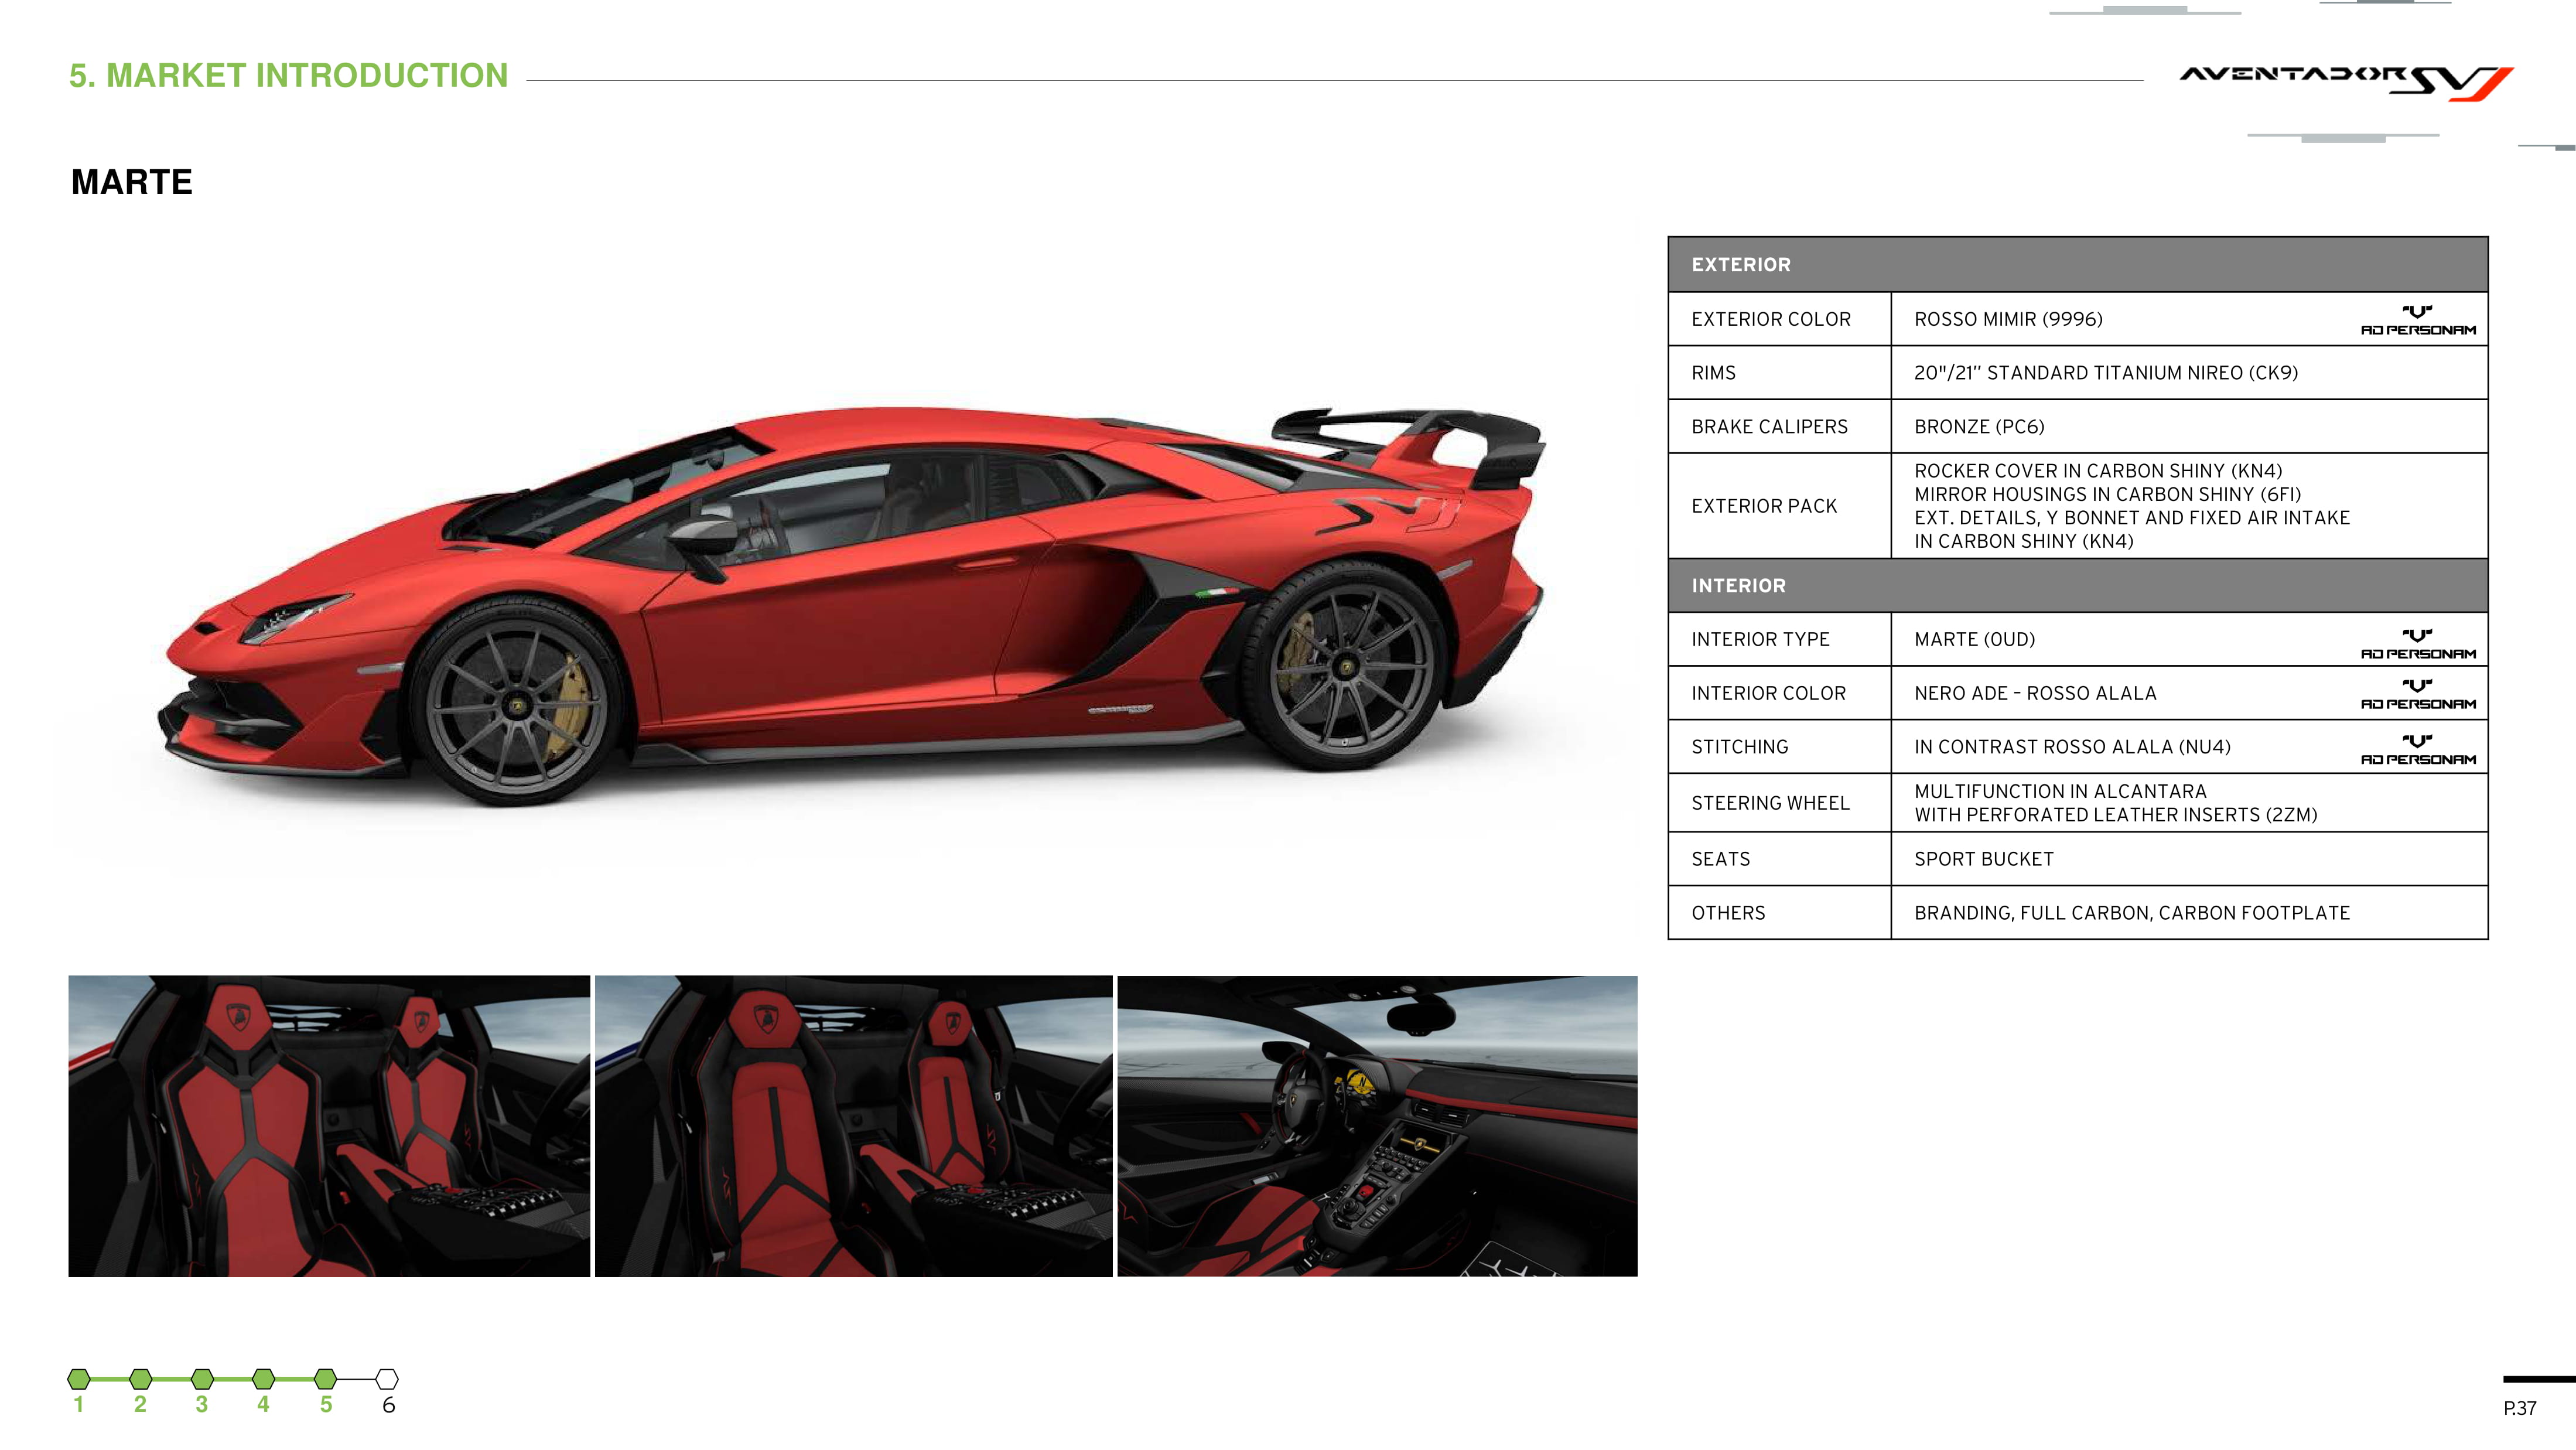 5. MARKET INTRODUCTION
AVENTADOR SVJ
MARTE
EXTERIOR
EXTERIOR COLOR
ROSSO MIMIR (9996)
AD PERSONAM
RIMS
20"/21’’ STANDARD TITANIUM NIREO (CK9)
BRAKE CALIPERS
BRONZE (PC6)
EXTERIOR PACK
ROCKER COVER IN CARBON SHINY (KN4)
MIRROR HOUSINGS IN CARBON SHINY (6FI)
EXT. DETAILS, Y BONNET AND FIXED AIR INTAKE
IN CARBON SHINY (KN4)
INTERIOR
INTERIOR TYPE
MARTE (0UD)
AD PERSONAM
INTERIOR COLOR
NERO ADE - ROSSO ALALA
AD PERSONAM
STITCHING
IN CONTRAST ROSSO ALALA (NU4)
AD PERSONAM
STEERING WHEEL
MULTIFUNCTION IN ALCANTARA
WITH PERFORATED LEATHER INSERTS (2ZM)
SEATS
SPORT BUCKET
OTHERS
BRANDING, FULL CARBON, CARBON FOOTPLATE
1 2 3 4 5 6
P.37